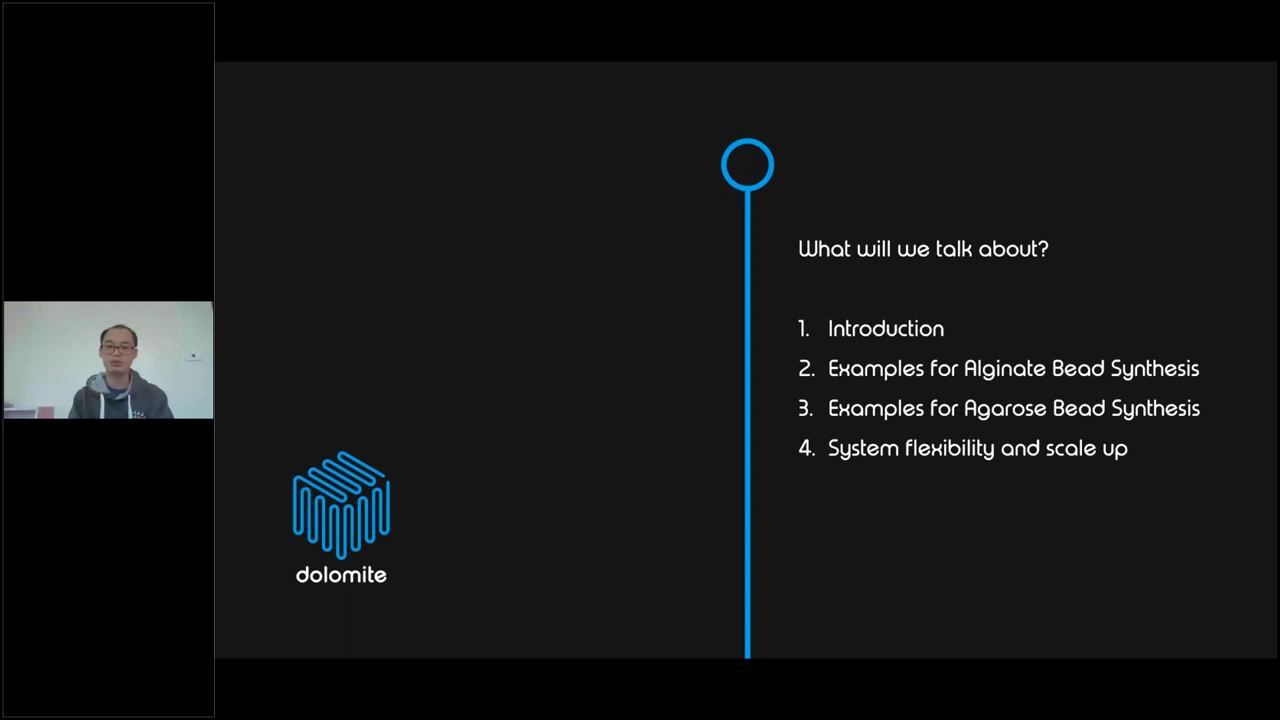 What will we talk about?
1. Introduction
2. Examples for Alginate Bead Synthesis
3. Examples for Agarose Bead Synthesis
4. System flexibility and scale up
dolomite